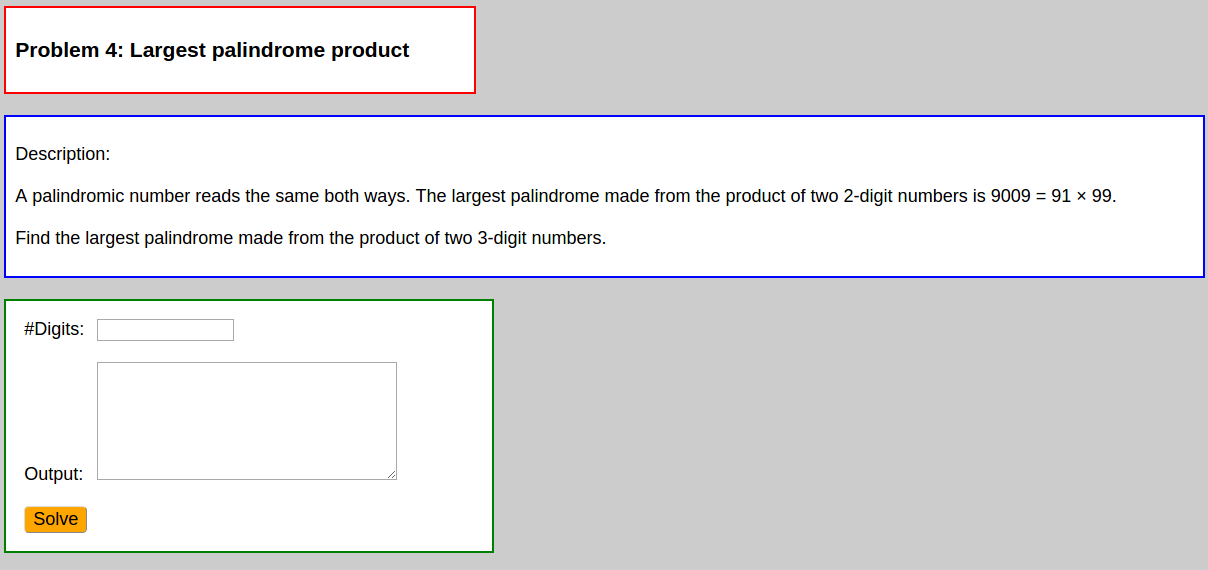 Problem 4: Largest palindrome product
Description:
A palindromic number reads the same both ways. The largest palindrome made from the product of two 2-digit numbers is 9009 = 91 × 99.
Find the largest palindrome made from the product of two 3-digit numbers.
#Digits:
Output:
Solve